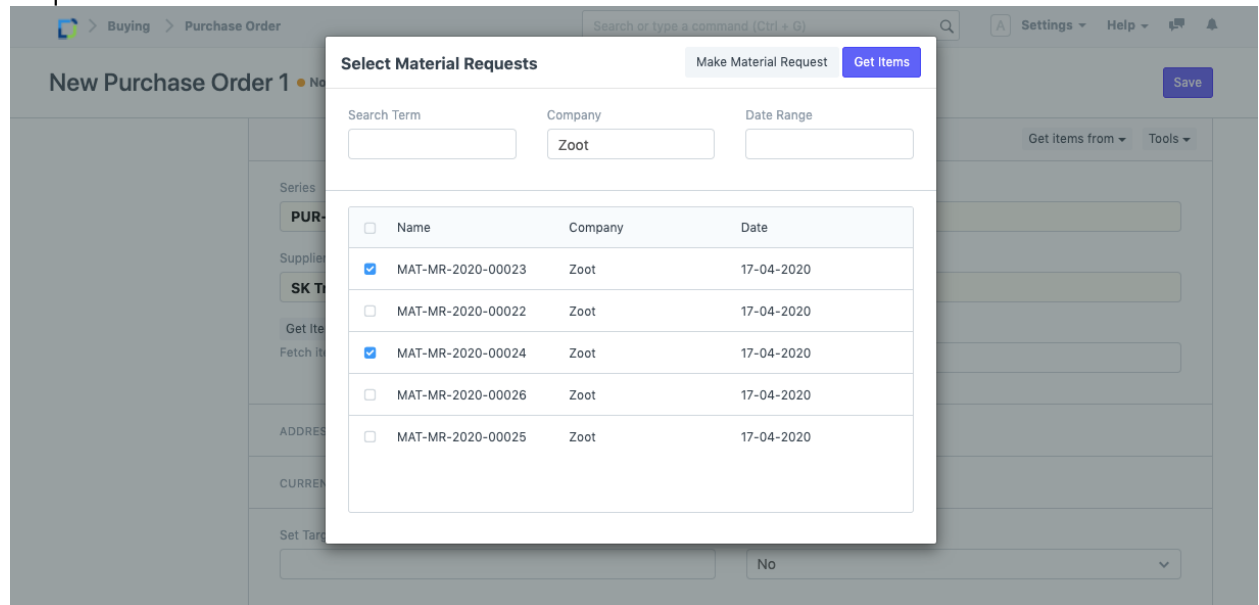 > Buying > Purchase Order Search or type a command (Ctrl + G) A Settings Help
Select Material Requests Make Material Request Get Items
New Purchase Order 1 • No Save
Search Term Company Date Range
Zoot
Get items from Tools
Series
PUR-
Name Company Date
Supplier
MAT-MR-2020-00023 Zoot 17-04-2020
SK Tr
MAT-MR-2020-00022 Zoot 17-04-2020
Get Ite
Fetch ite
MAT-MR-2020-00024 Zoot 17-04-2020
MAT-MR-2020-00026 Zoot 17-04-2020
ADDRES
MAT-MR-2020-00025 Zoot 17-04-2020
CURREN
Set Targ
No